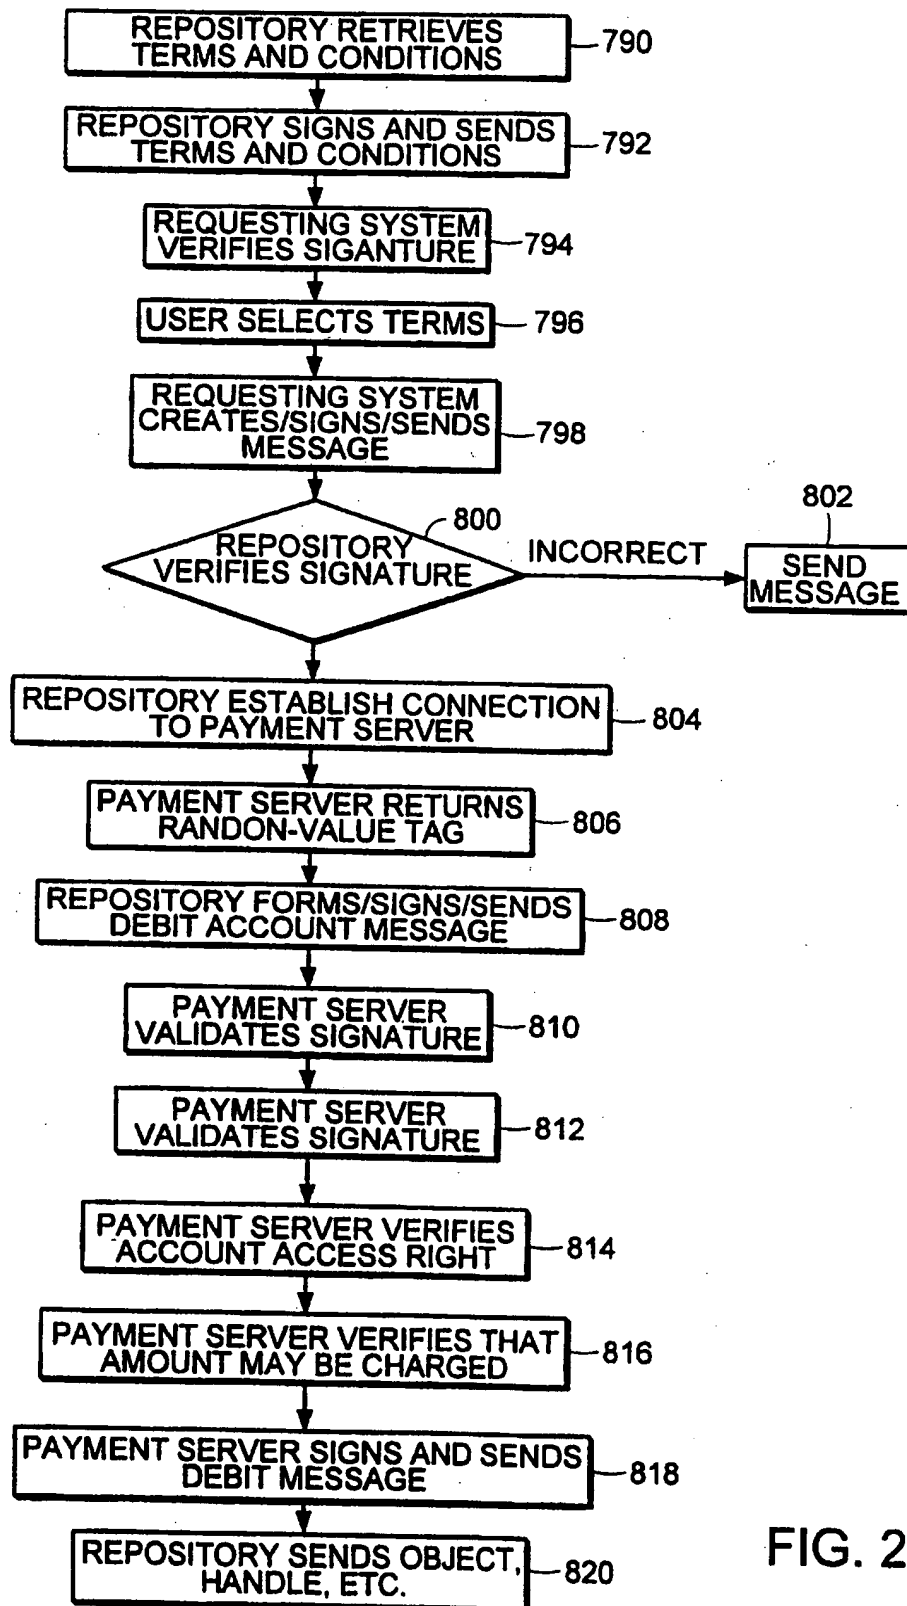 REPOSITORY RETRIEVES
TERMS AND CONDITIONS
790
REPOSITORY SIGNS AND SENDS
TERMS AND CONDITIONS
792
REQUESTING SYSTEM
VERIFIES SIGANTURE
794
USER SELECTS TERMS
796
REQUESTING SYSTEM
CREATES/SIGNS/SENDS
MESSAGE
798
800
REPOSITORY
VERIFIES SIGNATURE
INCORRECT
802
SEND
MESSAGE
REPOSITORY ESTABLISH CONNECTION
TO PAYMENT SERVER
804
PAYMENT SERVER RETURNS
RANDON-VALUE TAG
806
REPOSITORY FORMS/SIGNS/SENDS
DEBIT ACCOUNT MESSAGE
808
PAYMENT SERVER
VALIDATES SIGNATURE
810
PAYMENT SERVER
VALIDATES SIGNATURE
812
PAYMENT SERVER VERIFIES
ACCOUNT ACCESS RIGHT
814
PAYMENT SERVER VERIFIES THAT
AMOUNT MAY BE CHARGED
816
PAYMENT SERVER SIGNS AND SENDS
DEBIT MESSAGE
818
REPOSITORY SENDS OBJECT,
HANDLE, ETC.
820
FIG. 2